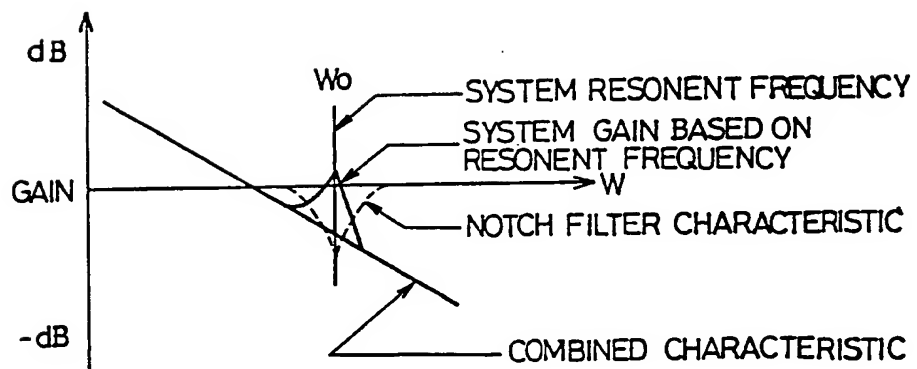 dB
Wo
SYSTEM RESONENT FREQUENCY
SYSTEM GAIN BASED ON
RESONENT FREQUENCY
GAIN
W
NOTCH FILTER CHARACTERISTIC
-dB
COMBINED CHARACTERISTIC